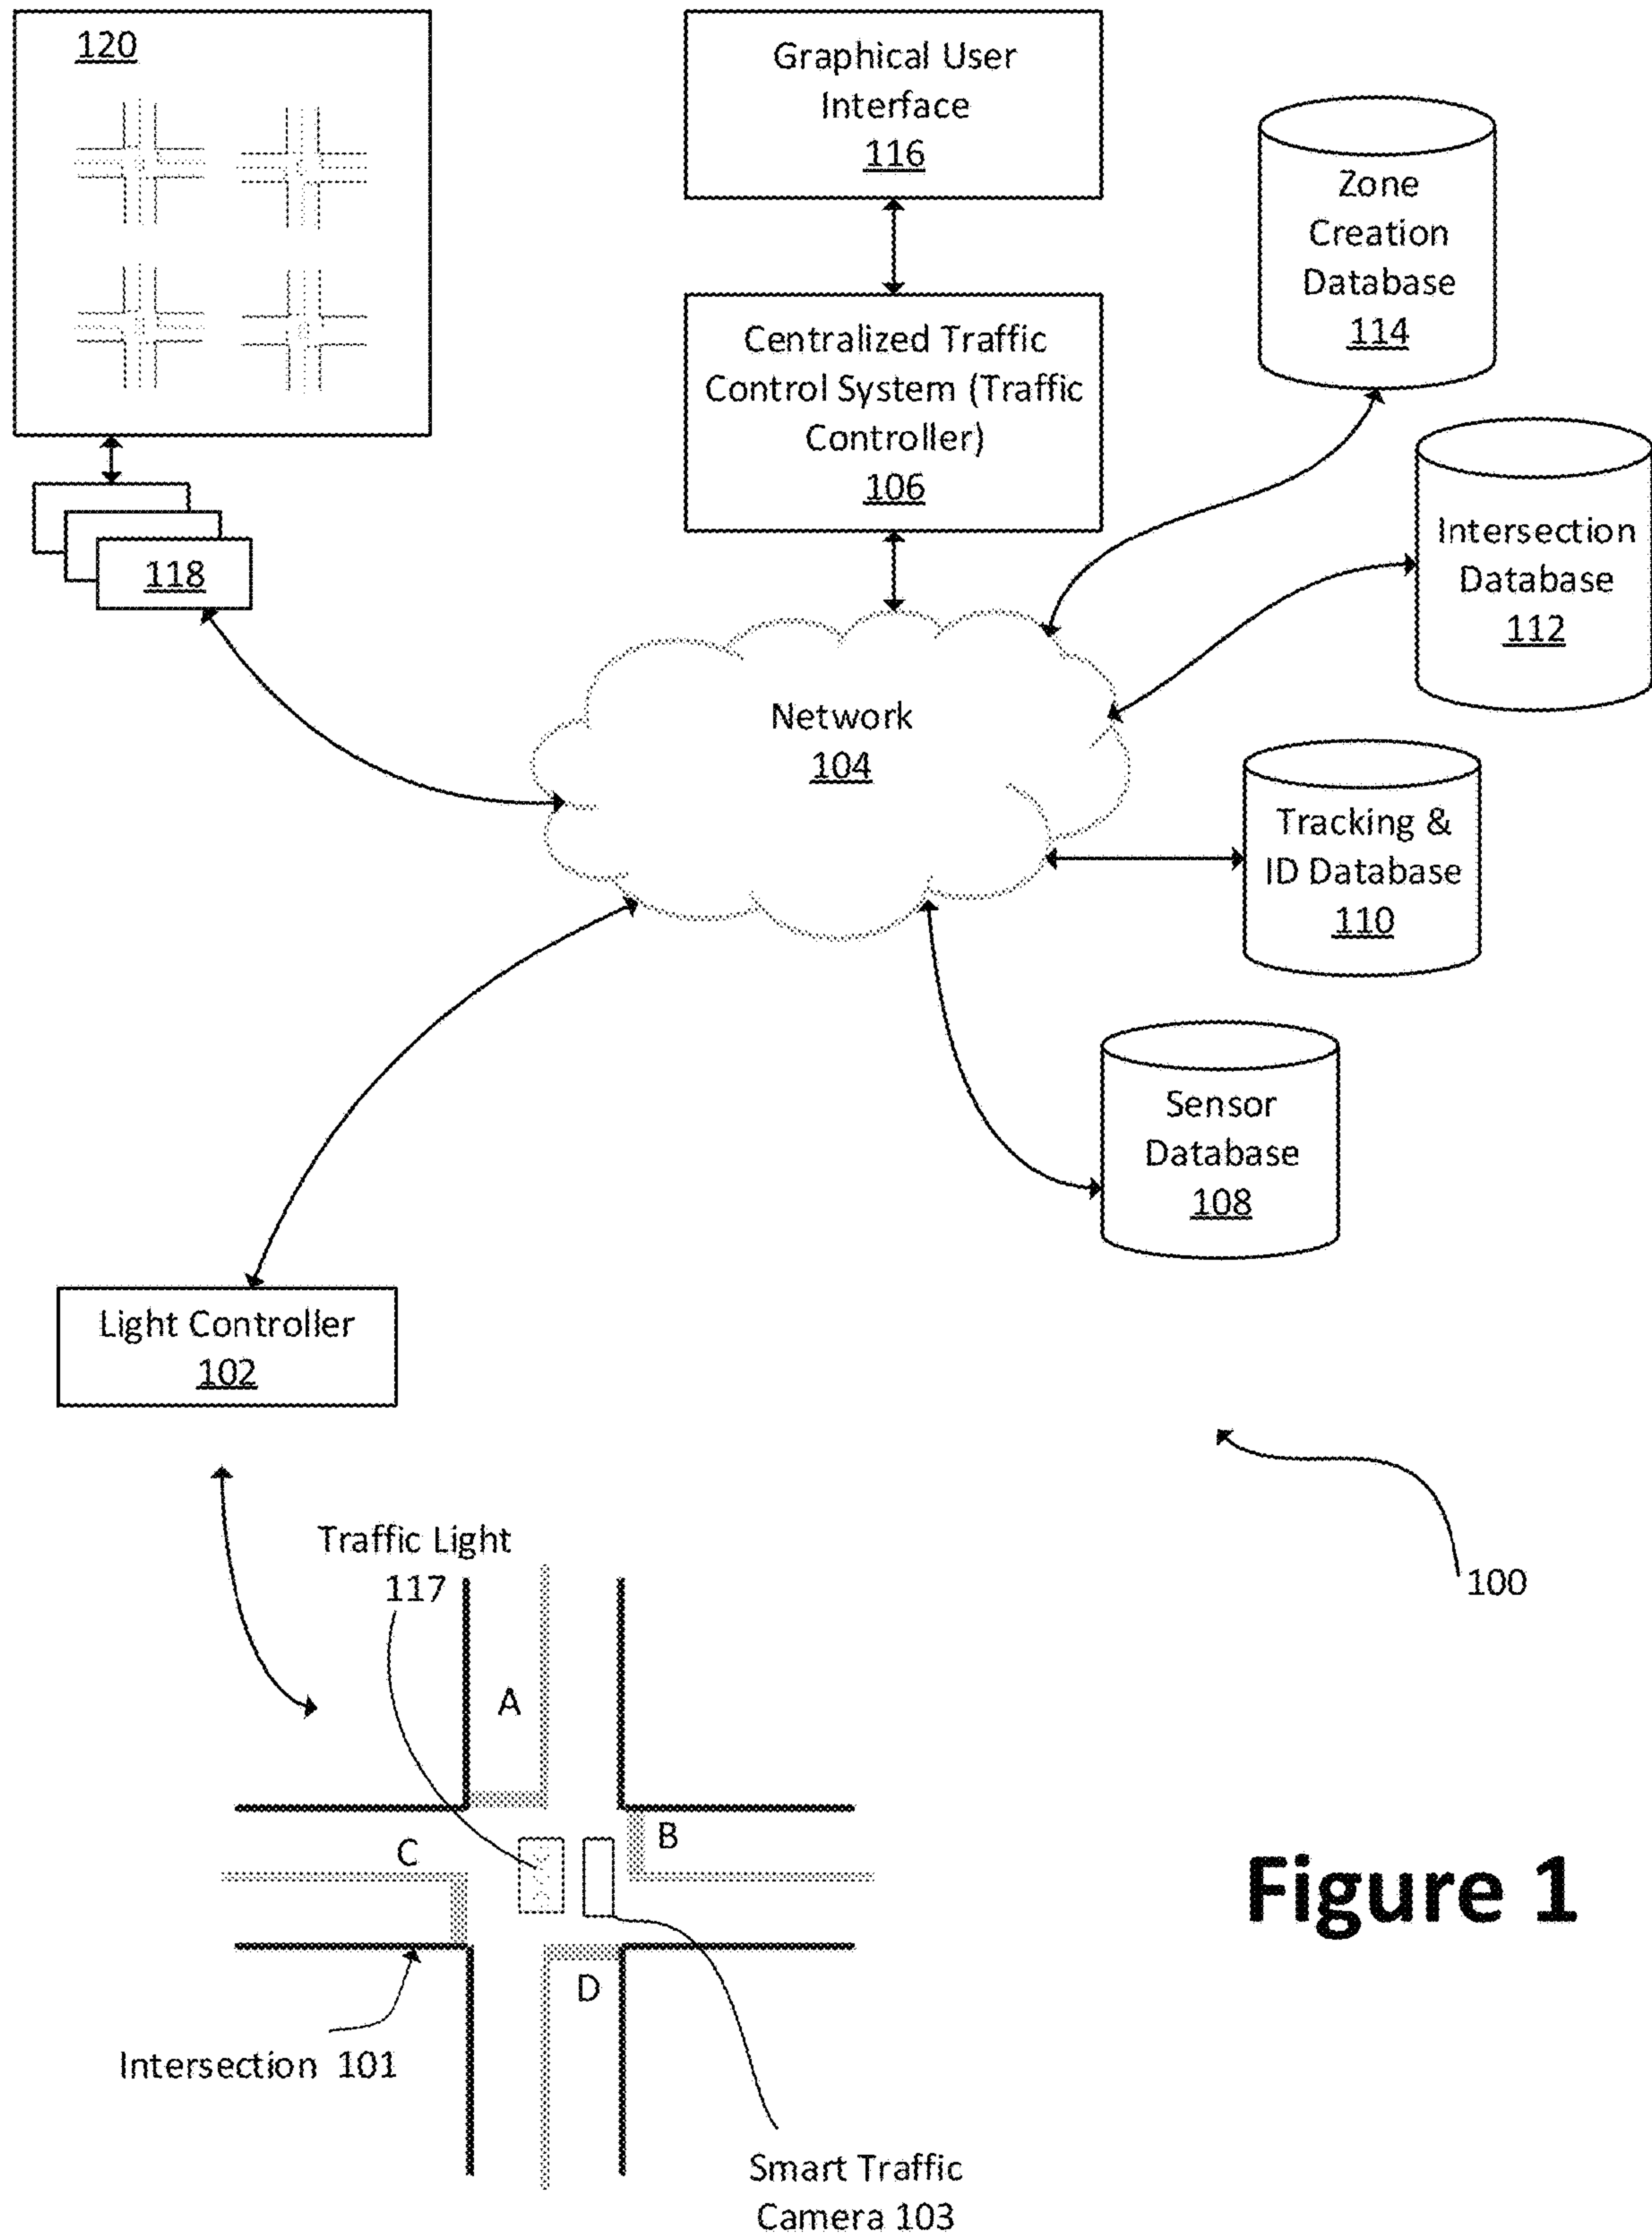 120
Graphical User
Interface
116
Zone
Creation
Database
114
Centralized Traffic
Control System (Traffic
Controller)
106
Intersection
Database
112
118
Network
104
Tracking &
ID Database
110
Sensor
Database
108
Light Controller
102
Traffic Light
117
100
A
B
C
D
Figure 1
Intersection 101
Smart Traffic
Camera 103